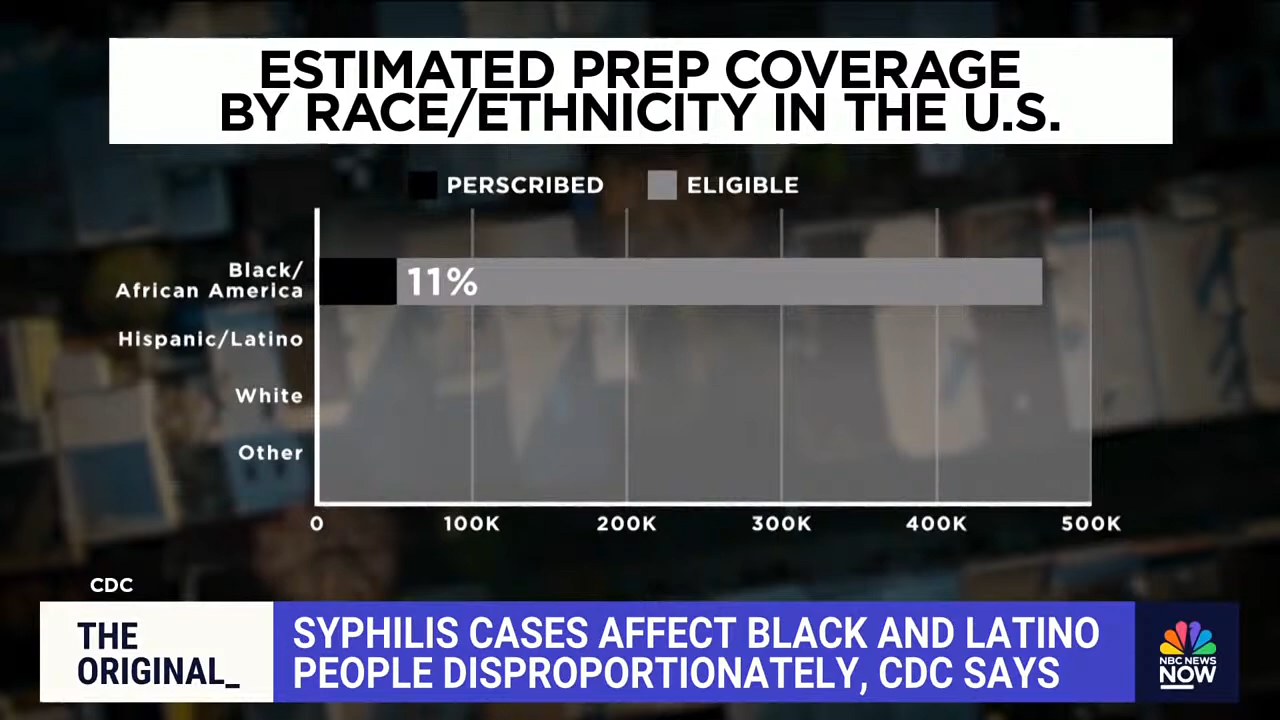 ESTIMATED PREP COVERAGE
BY RACE/ETHNICITY IN THE U.S.
PERSCRIBED ELIGIBLE
Black/
African America
11%
Hispanic/Latino
White
Other
0 100K 200K 300K 400K 500K
CDC
THE
ORIGINAL_
SYPHILIS CASES AFFECT BLACK AND LATINO
PEOPLE DISPROPORTIONATELY, CDC SAYS
NBC NEWS
NOW